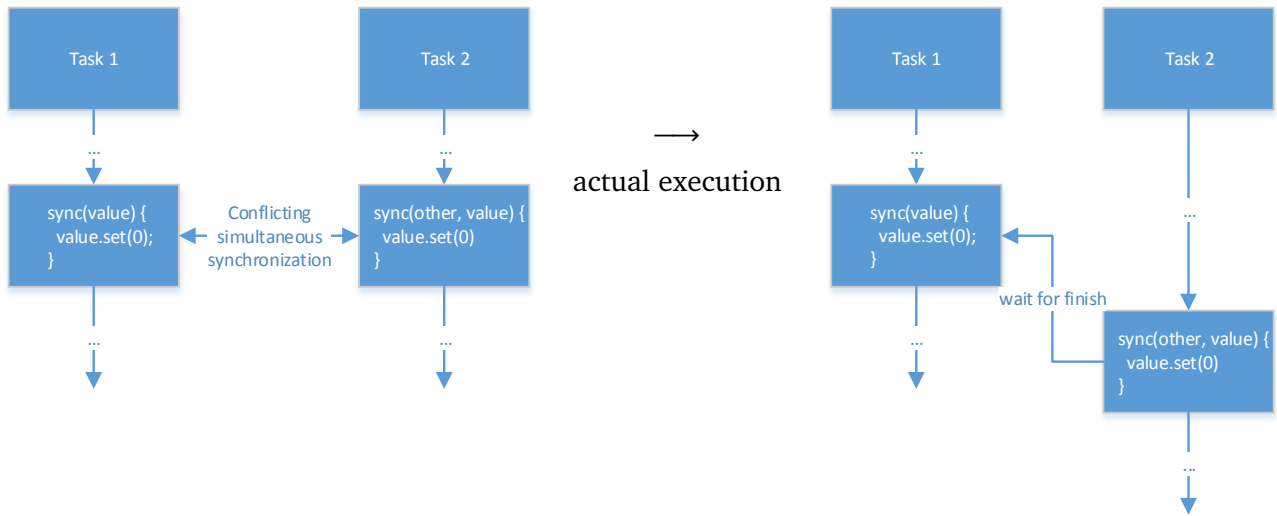 Task 1
Task 2
...
...
sync(value) {
value.set(0);
}
Conflicting
simultaneous
synchronization
sync(other, value) {
value.set(0)
}
...
...
⟶
actual execution
Task 1
Task 2
...
sync(value) {
value.set(0);
}
...
wait for finish
...
sync(other, value) {
value.set(0)
}
...